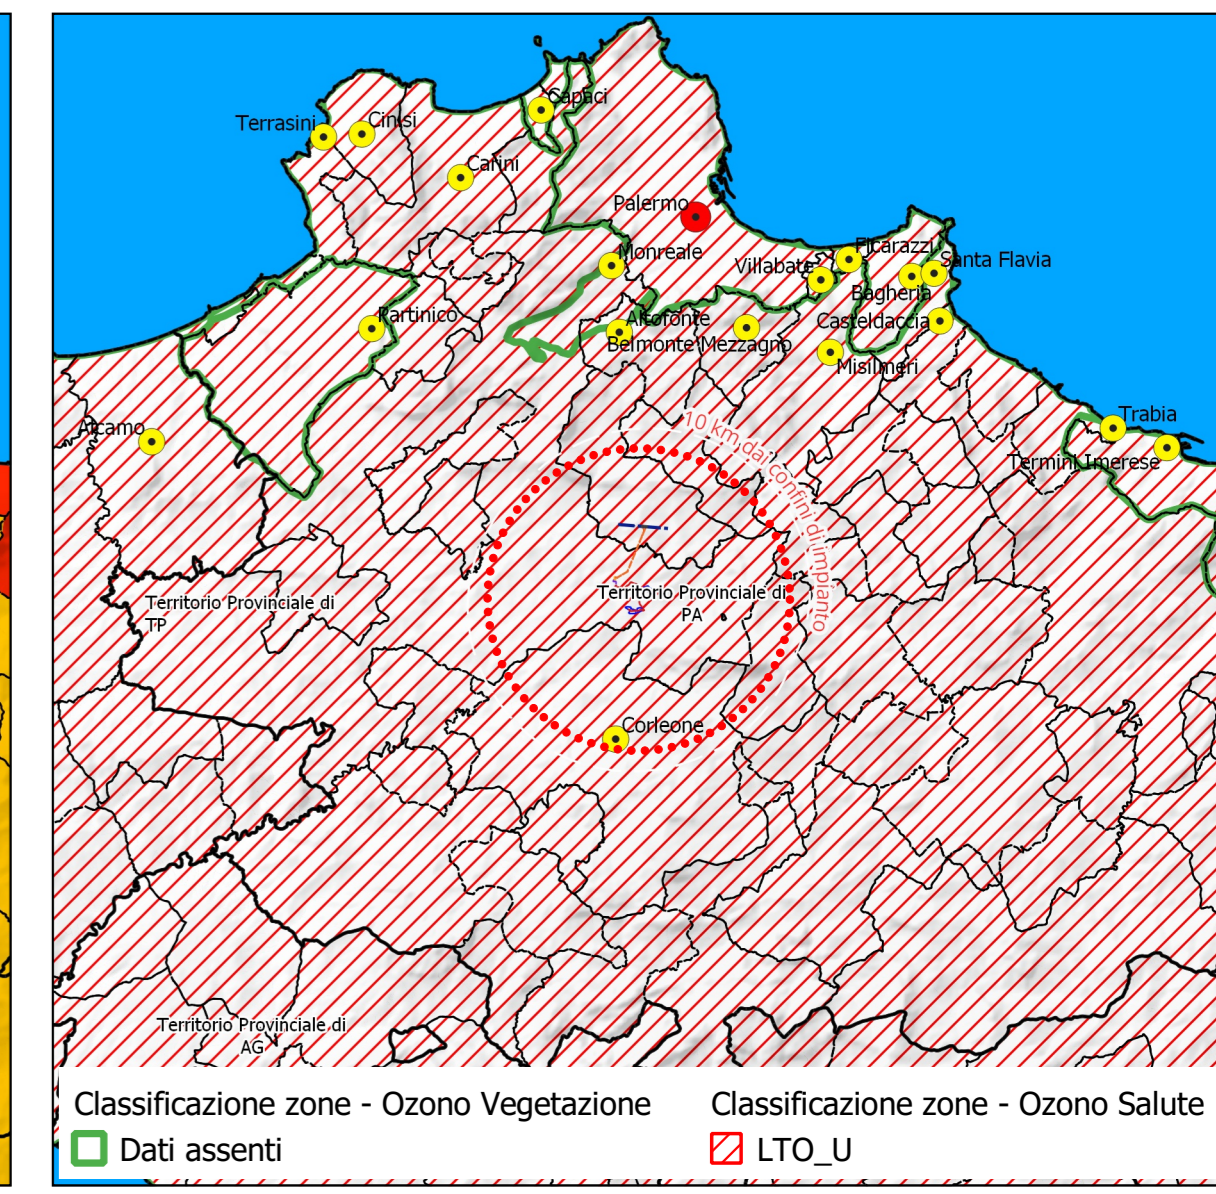 Capaci
Terrasini
Cinisi
Carini
Palermo
Monreale
Ficarazzi
Villabate
Santa Flavia
Bagheria
Partinico
Altofonte
Casteldaccia
Belmonte Mezzagno
Misilmeri
Alcamo
Trabia
Termini Imerese
10 km dai confini di impianto
Territorio Provinciale di
TP
Territorio Provinciale di
PA
Corleone
Territorio Provinciale di
AG
Classificazione zone - Ozono Vegetazione
Dati assenti
Classificazione zone - Ozono Salute
LTO_U